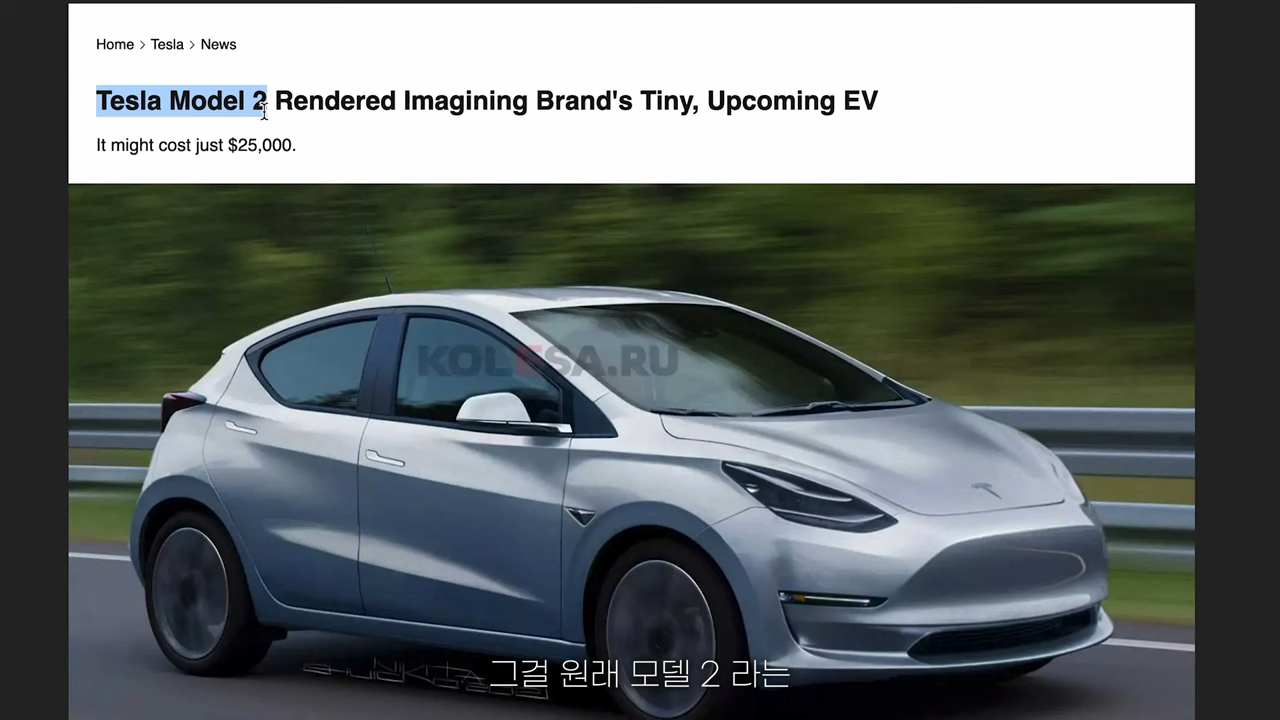 Home > Tesla > News
Tesla Model 2 Rendered Imagining Brand's Tiny, Upcoming EV
It might cost just $25,000.
KOLESA.RU
그걸 원래 모델 2 라는